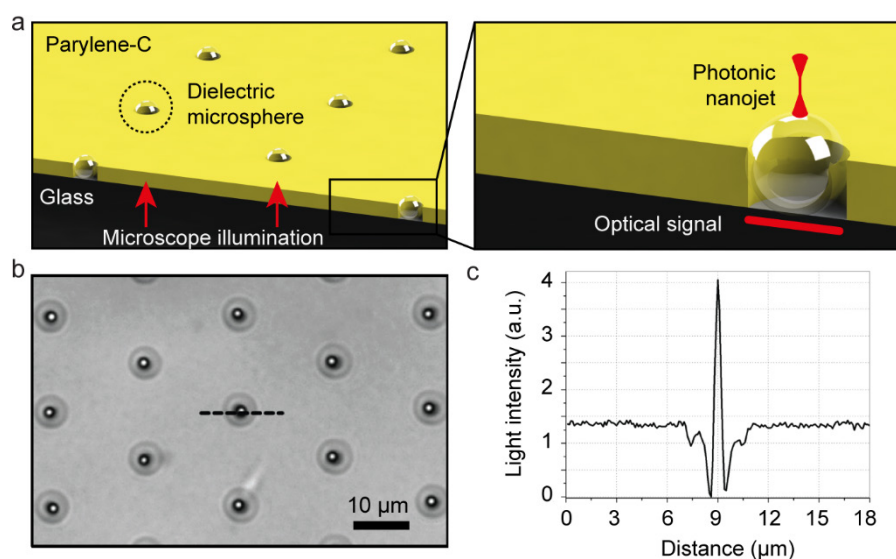 a
Parylene-C
Dielectric
microsphere
Glass
Microscope illumination
Photonic
nanojet
Optical signal
b
10 µm
c
Light intensity (a.u.)
4
3
2
1
0
0 3 6 9 12 15 18
Distance (µm)